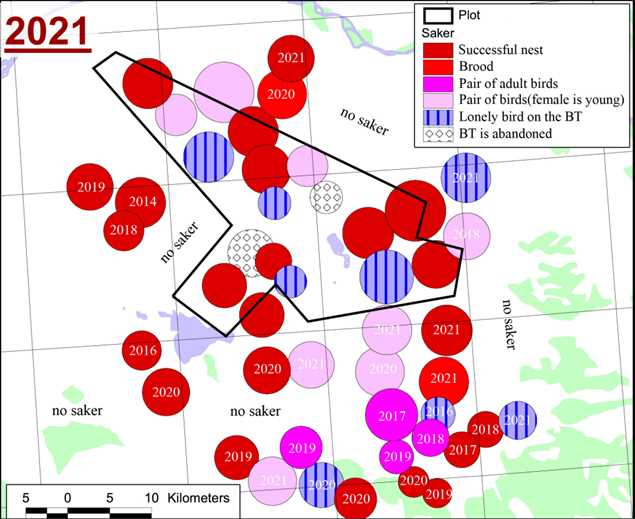 2021
Plot
Saker
Successful nest
Brood
Pair of adult birds
Pair of birds(female is young)
Lonely bird on the BT
BT is abandoned
2021
2020
no saker
2019
2014
2018
no saker
2021
2018
no saker
2016
2020
2020
2021
2021
2020
2021
2021
no saker
no saker
2017
2016
2018
2019
2018
2017
2021
2019
2019
2021
2020
2020
2020
2019
5 0 5 10 Kilometers